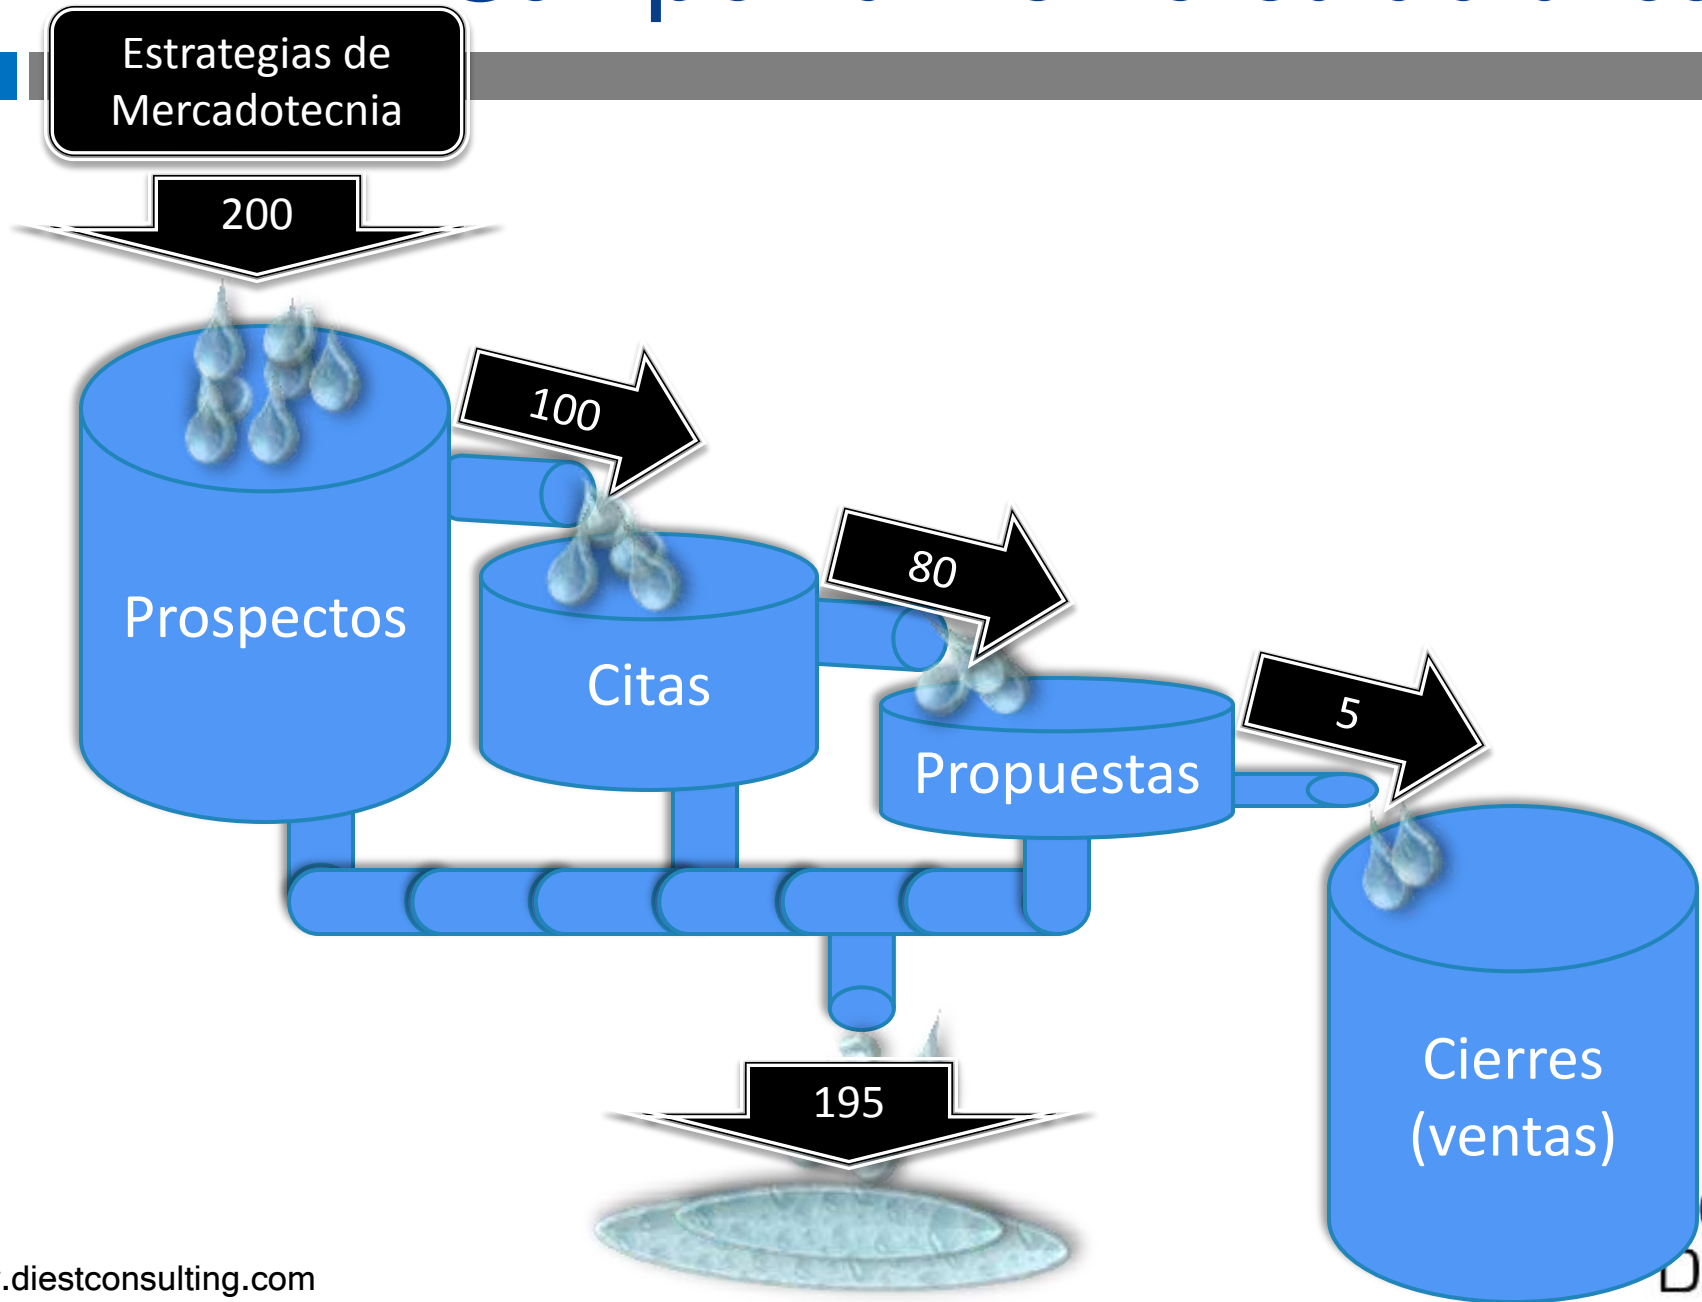 Estrategias de
Mercadotecnia
200
100
80
5
Prospectos
Citas
Propuestas
Cierres
(ventas)
195
.diestconsulting.com